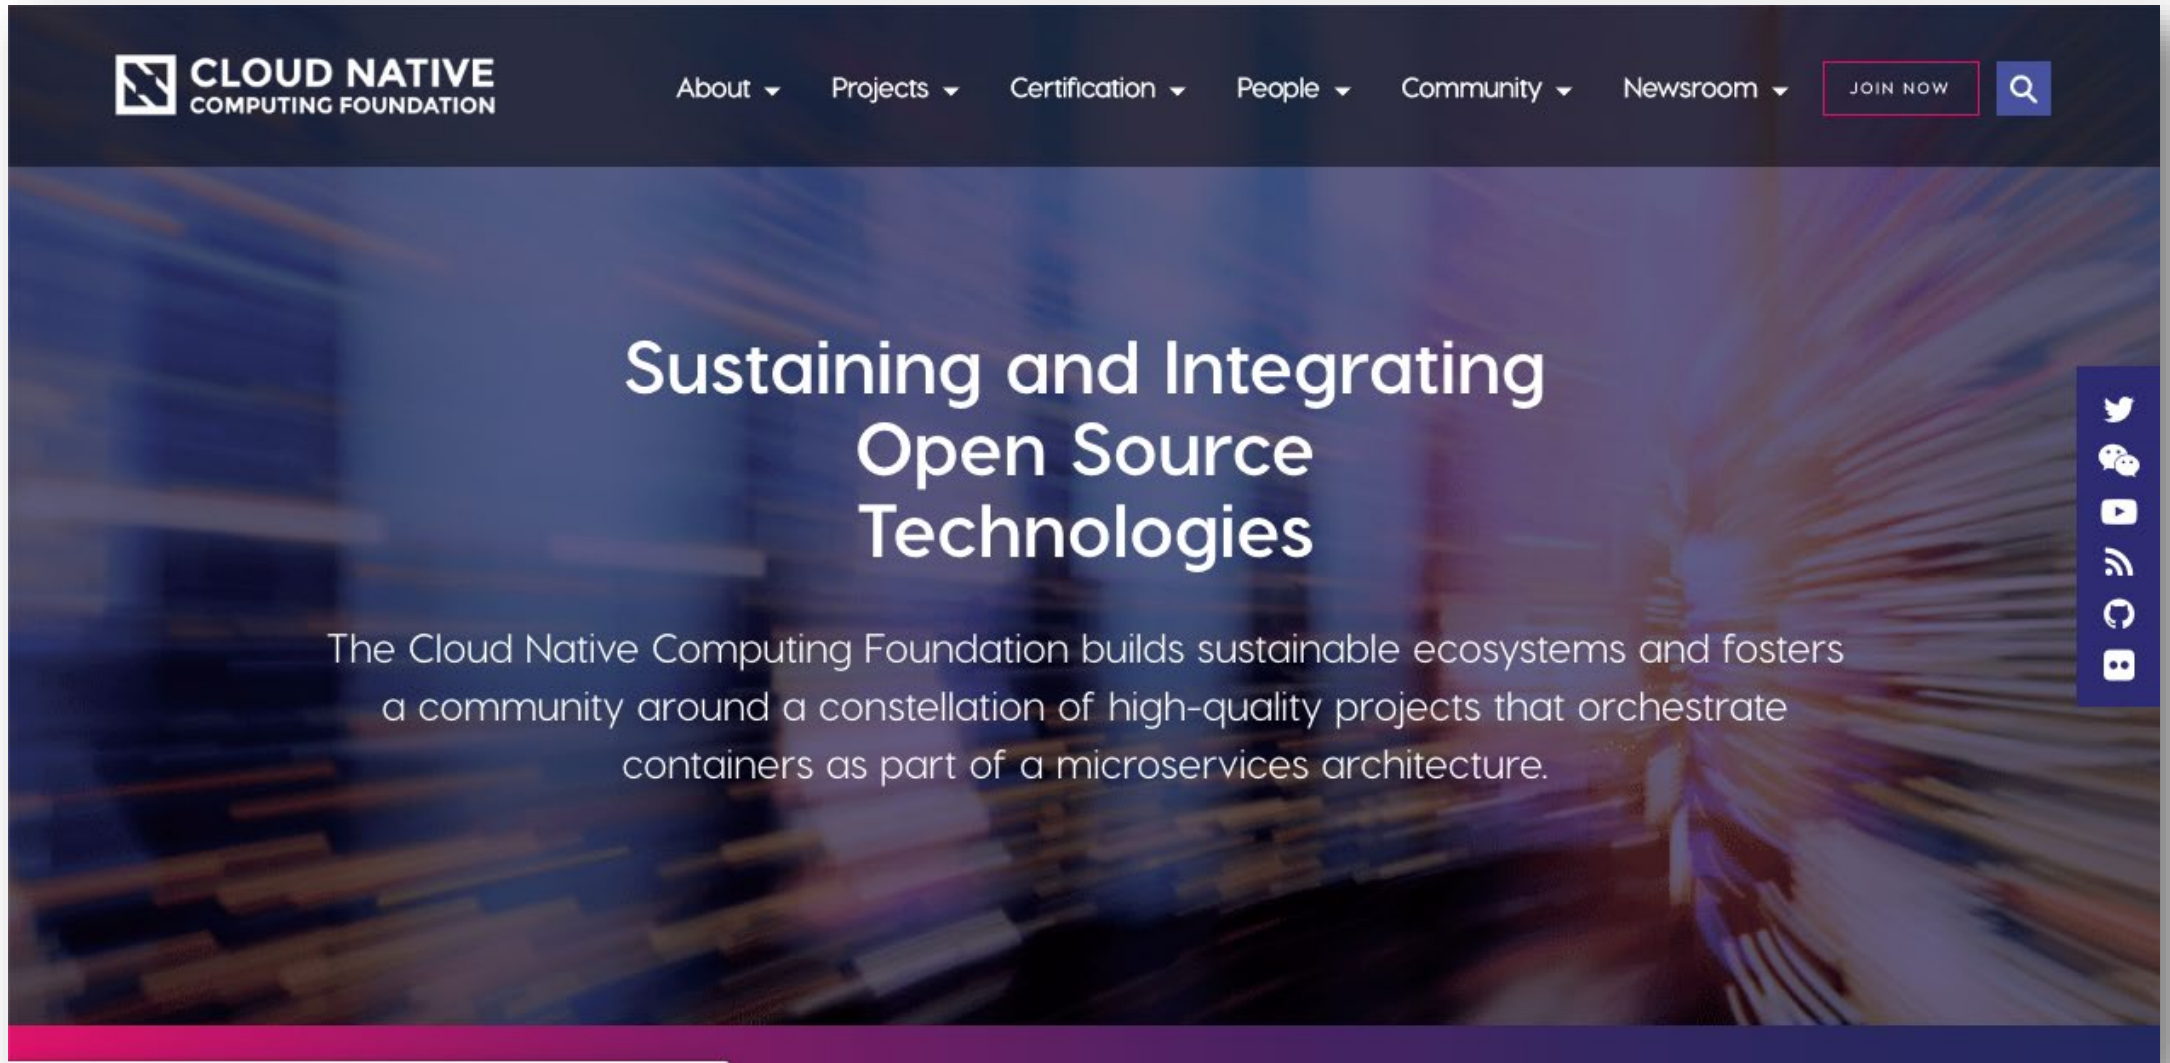 CLOUD NATIVE
COMPUTING FOUNDATION
About
Projects
Certification
People
Community
Newsroom
JOIN NOW
Sustaining and Integrating
Open Source
Technologies
The Cloud Native Computing Foundation builds sustainable ecosystems and fosters
a community around a constellation of high-quality projects that orchestrate
containers as part of a microservices architecture.